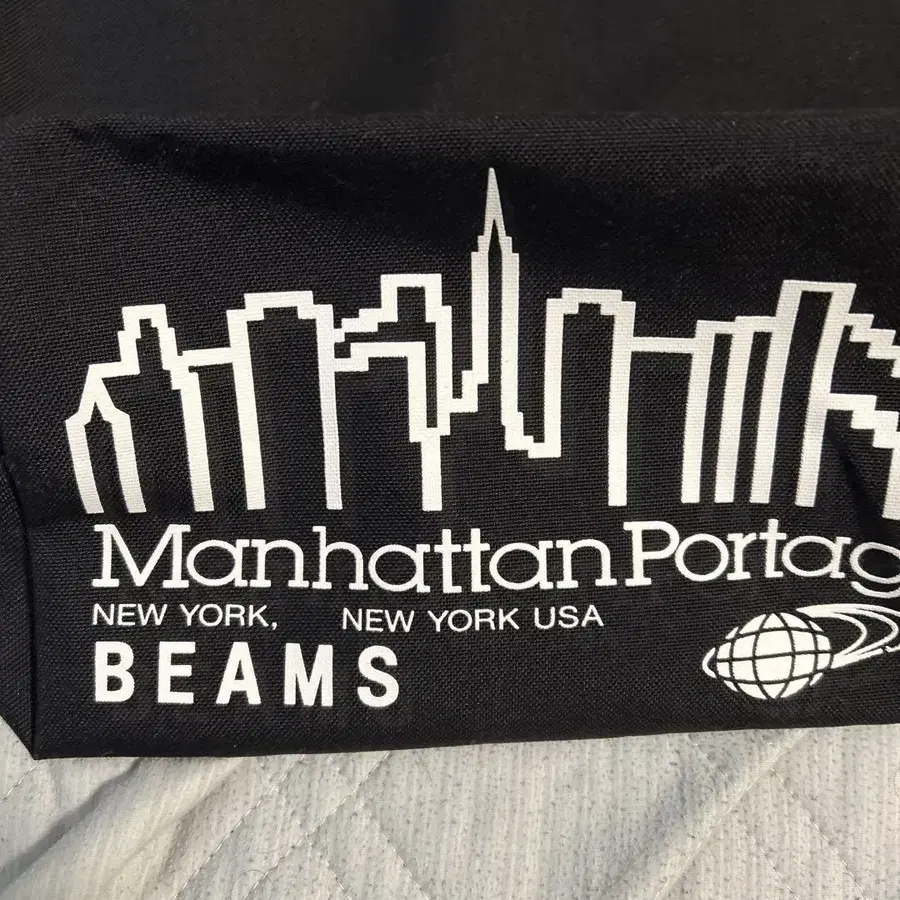 Manhattan Portag
NEW YORK, NEW YORK USA
BEAMS